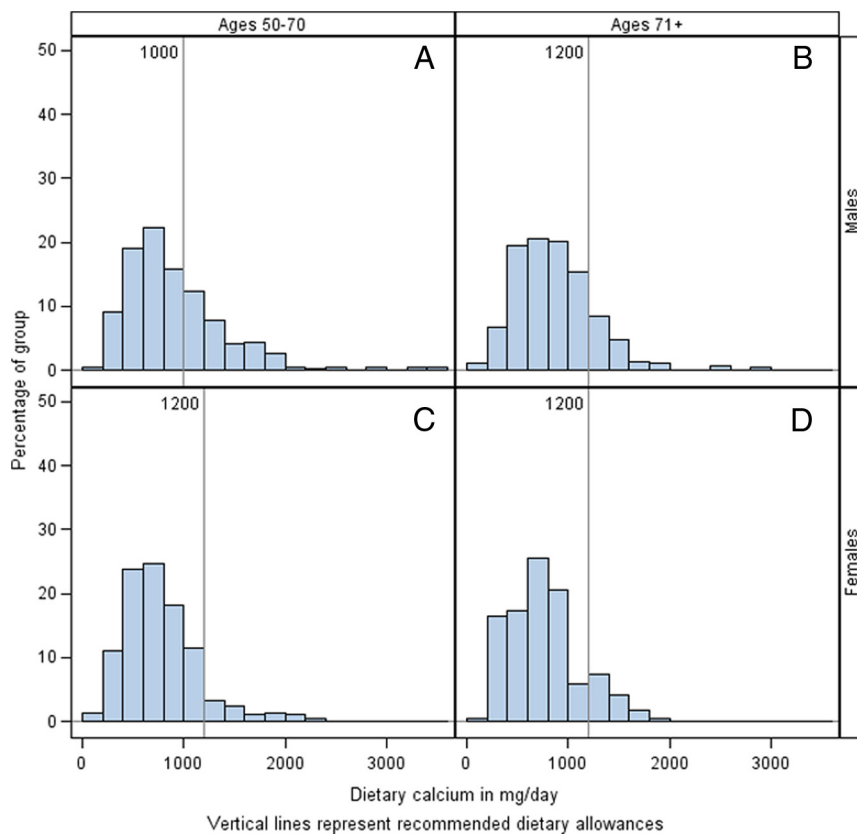 Ages 50-70
Ages 71+
50
40
30
20
10
0
1000
A
1200
B
Males
Percentage of group
50
40
30
20
10
0
1200
C
1200
D
Females
0
1000
2000
3000
0
1000
2000
3000
Dietary calcium in mg/day
Vertical lines represent recommended dietary allowances